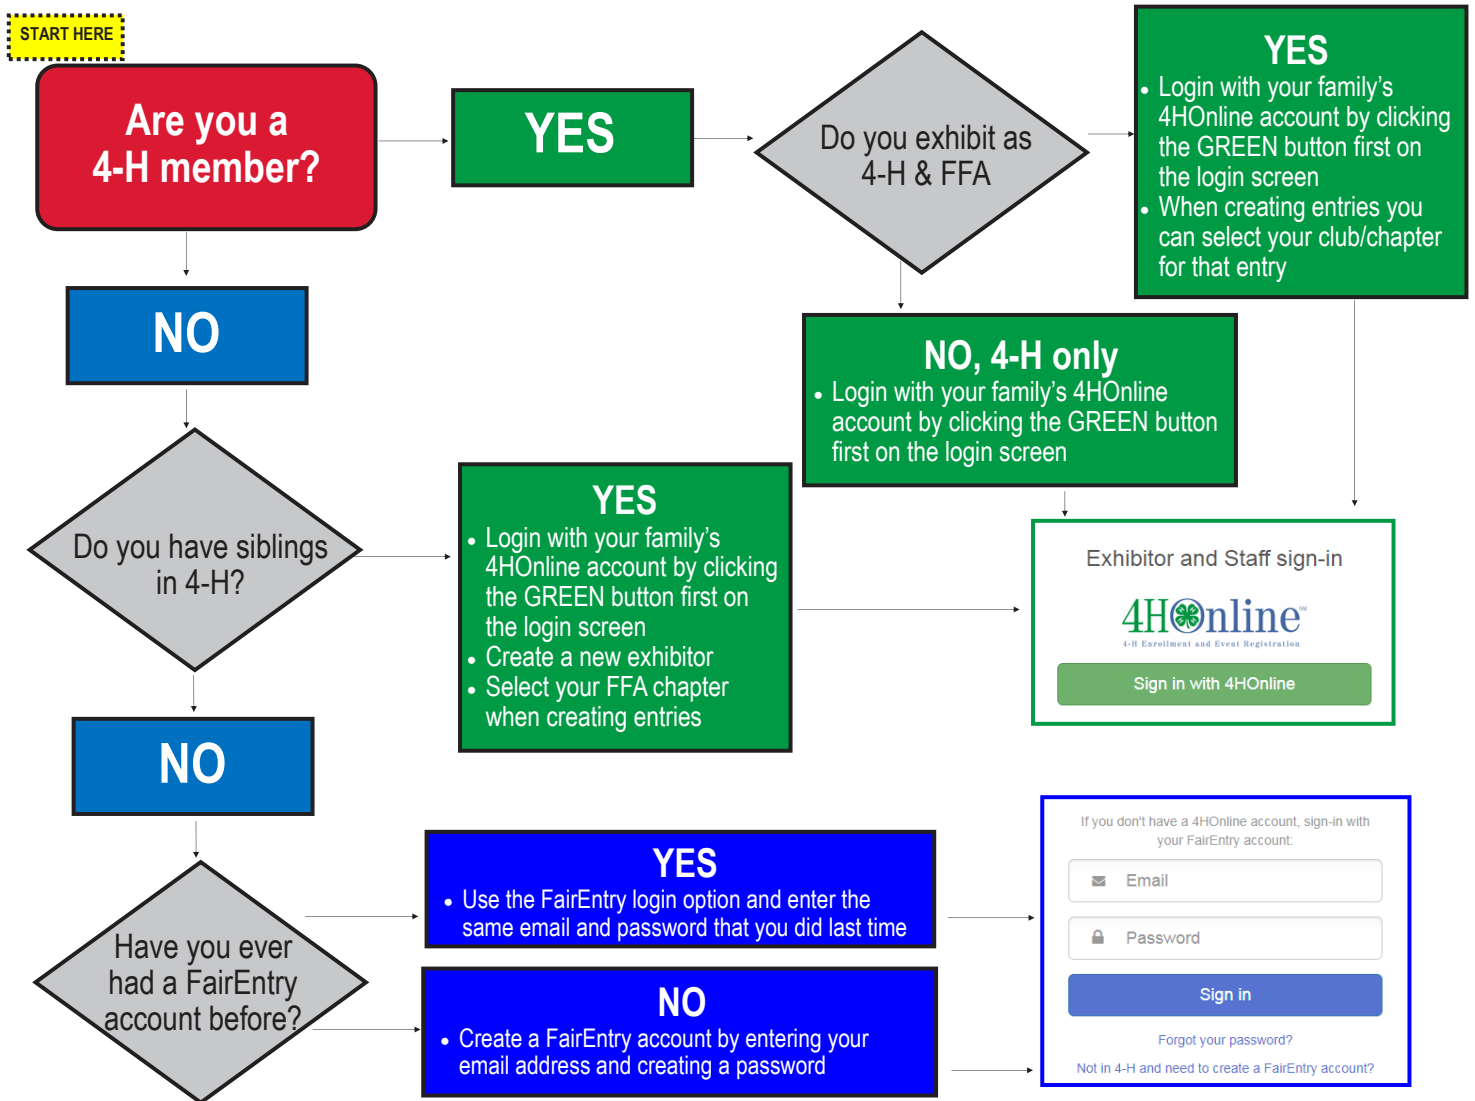 START HERE
Are you a
4-H member?
YES
Do you exhibit as
4-H & FFA
YES
• Login with your family’s
4HOnline account by clicking
the GREEN button first on
the login screen
• When creating entries you
can select your club/chapter
for that entry
NO
NO, 4-H only
• Login with your family’s 4HOnline
account by clicking the GREEN button
first on the login screen
Do you have siblings
in 4-H?
YES
• Login with your family’s
4HOnline account by clicking
the GREEN button first on
the login screen
• Create a new exhibitor
• Select your FFA chapter
when creating entries
Exhibitor and Staff sign-in
4HOnline℠
4-H Enrollment and Event Registration
Sign in with 4HOnline
NO
Have you ever
had a FairEntry
account before?
YES
• Use the FairEntry login option and enter the
same email and password that you did last time
NO
• Create a FairEntry account by entering your
email address and creating a password
If you don't have a 4HOnline account, sign-in with
your FairEntry account:
Email
Password
Sign in
Forgot your password?
Not in 4-H and need to create a FairEntry account?